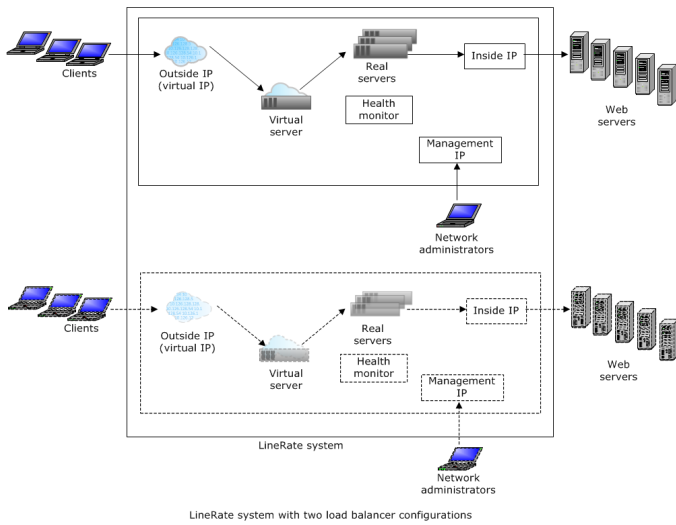 Clients
Outside IP
(virtual IP)
Virtual
server
Real
servers
Health
monitor
Inside IP
Management
IP
Web
servers
Network
administrators
Clients
Outside IP
(virtual IP)
Virtual
server
Real
servers
Health
monitor
Inside IP
Management
IP
Web
servers
LineRate system
Network
administrators
LineRate system with two load balancer configurations